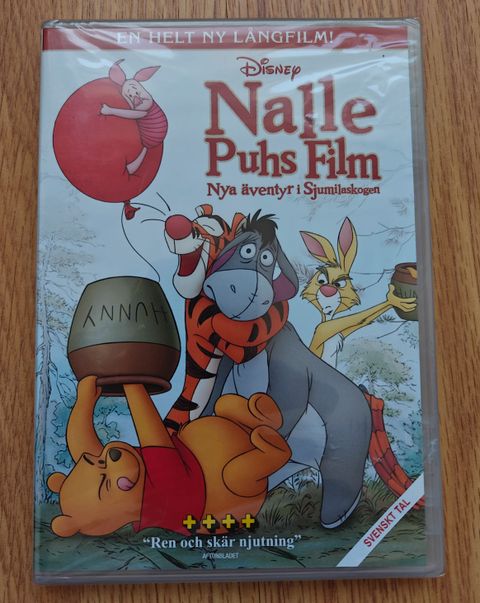 EN HELT NY LÅNGFILM!
Disney
Nalle
Puhs Film
Nya äventyr i Sjumilaskogen
HUNNY
++++
“Ren och skär njutning”
AFTONBLADET
SVENSKT TAL